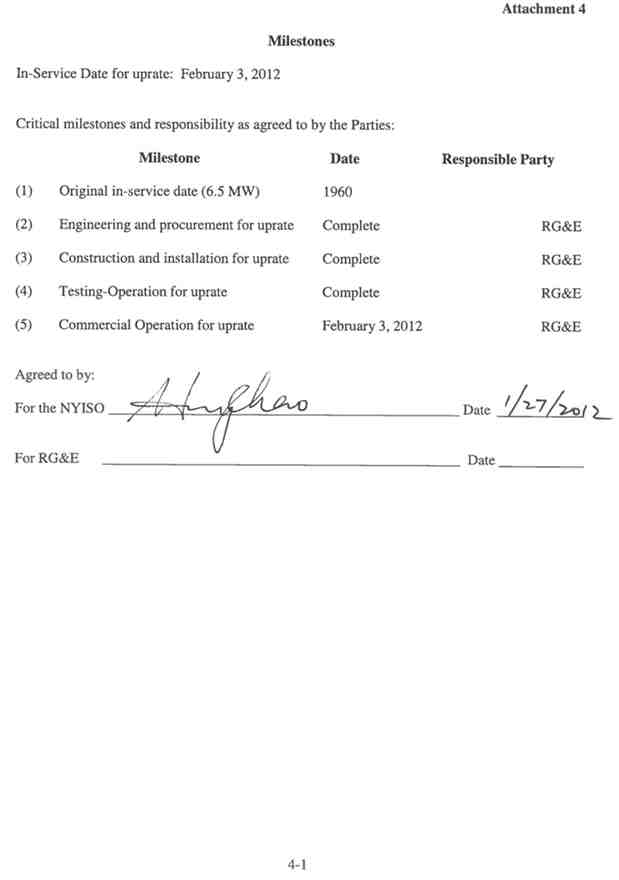 Attachment 4
Milestones
In-Service Date for uprate: February 3, 2012
Critical milestones and responsibility as agreed to by the Parties:
Milestone Date Responsible Party
(1) Original in-service date (6.5 MW) 1960
(2) Engineering and procurement for uprate Complete RG&E
(3) Construction and installation for uprate Complete RG&E
(4) Testing-Operation for uprate Complete RG&E
(5) Commercial Operation for uprate February 3, 2012 RG&E
Agreed to by:
For the NYISO Date 1/27/2012
For RG&E Date
4-1